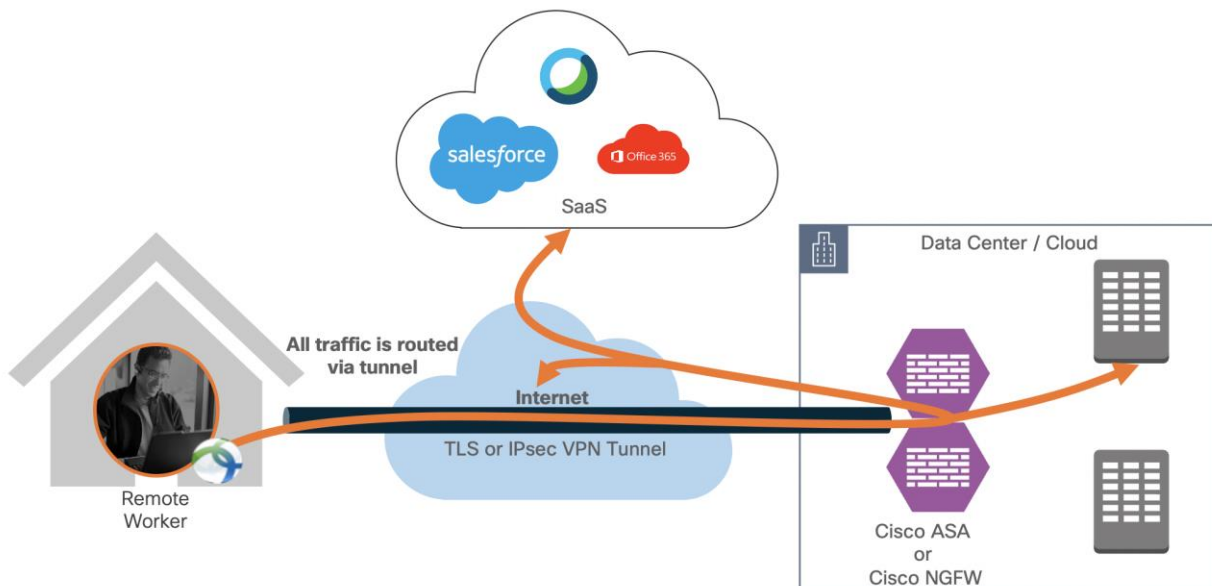 salesforce
Office 365
SaaS
Data Center / Cloud
All traffic is routed
via tunnel
Internet
TLS or IPsec VPN Tunnel
Remote
Worker
Cisco ASA
or
Cisco NGFW